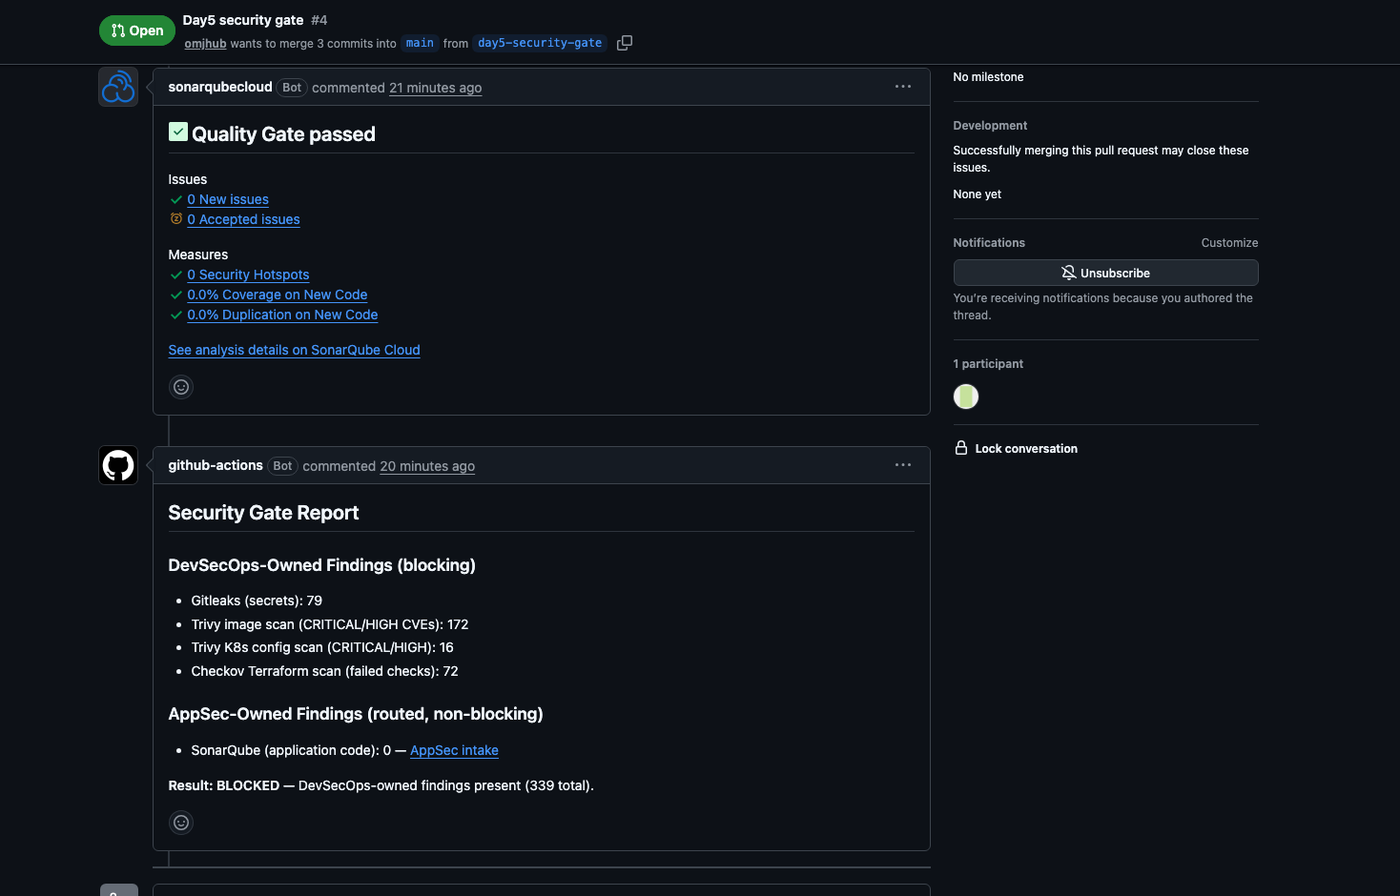 Open
Day5 security gate #4
omjhub wants to merge 3 commits into main from day5-security-gate
sonarqubecloud Bot commented 21 minutes ago
Quality Gate passed
Issues
0 New issues
0 Accepted issues
Measures
0 Security Hotspots
0.0% Coverage on New Code
0.0% Duplication on New Code
See analysis details on SonarQube Cloud
github-actions Bot commented 20 minutes ago
Security Gate Report
DevSecOps-Owned Findings (blocking)
Gitleaks (secrets): 79
Trivy image scan (CRITICAL/HIGH CVEs): 172
Trivy K8s config scan (CRITICAL/HIGH): 16
Checkov Terraform scan (failed checks): 72
AppSec-Owned Findings (routed, non-blocking)
SonarQube (application code): 0 — AppSec intake
Result: BLOCKED — DevSecOps-owned findings present (339 total).
No milestone
Development
Successfully merging this pull request may close these
issues.
None yet
Notifications Customize
Unsubscribe
You're receiving notifications because you authored the
thread.
1 participant
Lock conversation